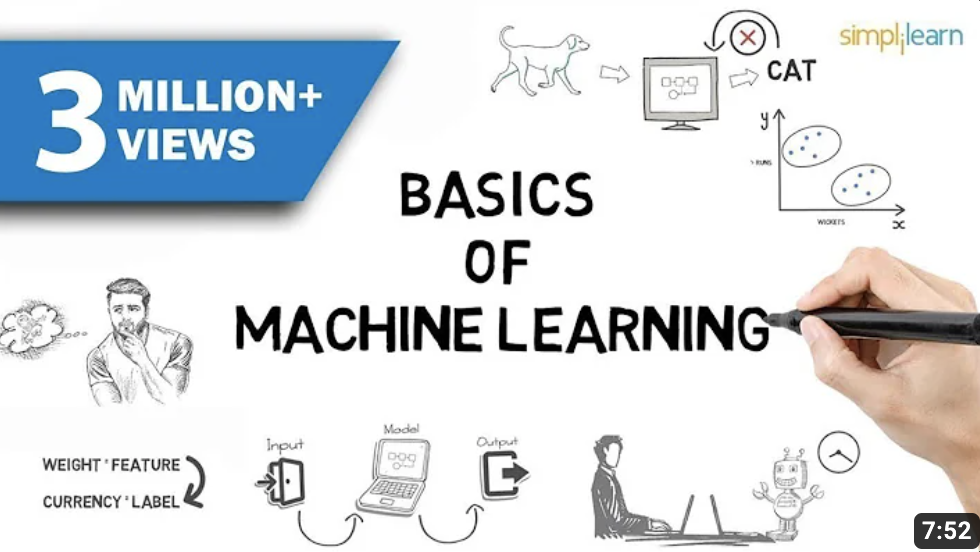 3 MILLION+
VIEWS
simplilearn
CAT
y
RUNS
WICKETS
x
BASICS
OF
MACHINE LEARNING
WEIGHT = FEATURE
CURRENCY = LABEL
Input
Model
Output
7:52